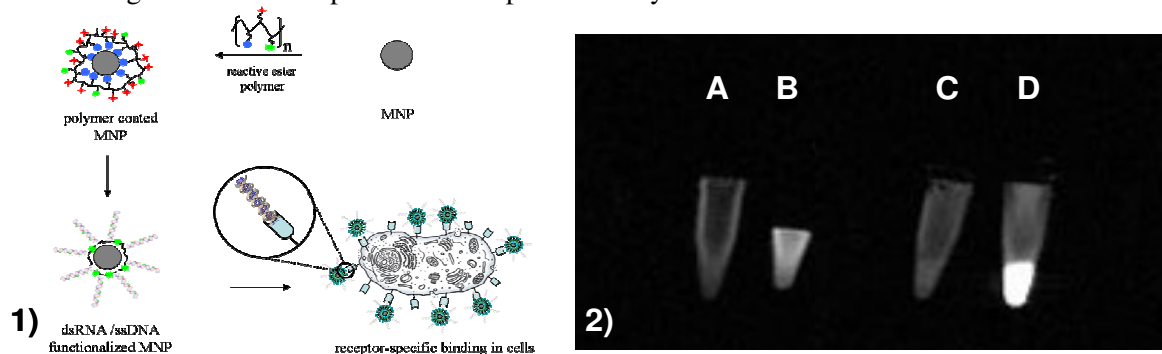 n
reactive ester
polymer
polymer coated
MNP
MNP
dsRNA /ssDNA
functionalized MNP
receptor-specific binding in cells
1)
A B C D
2)